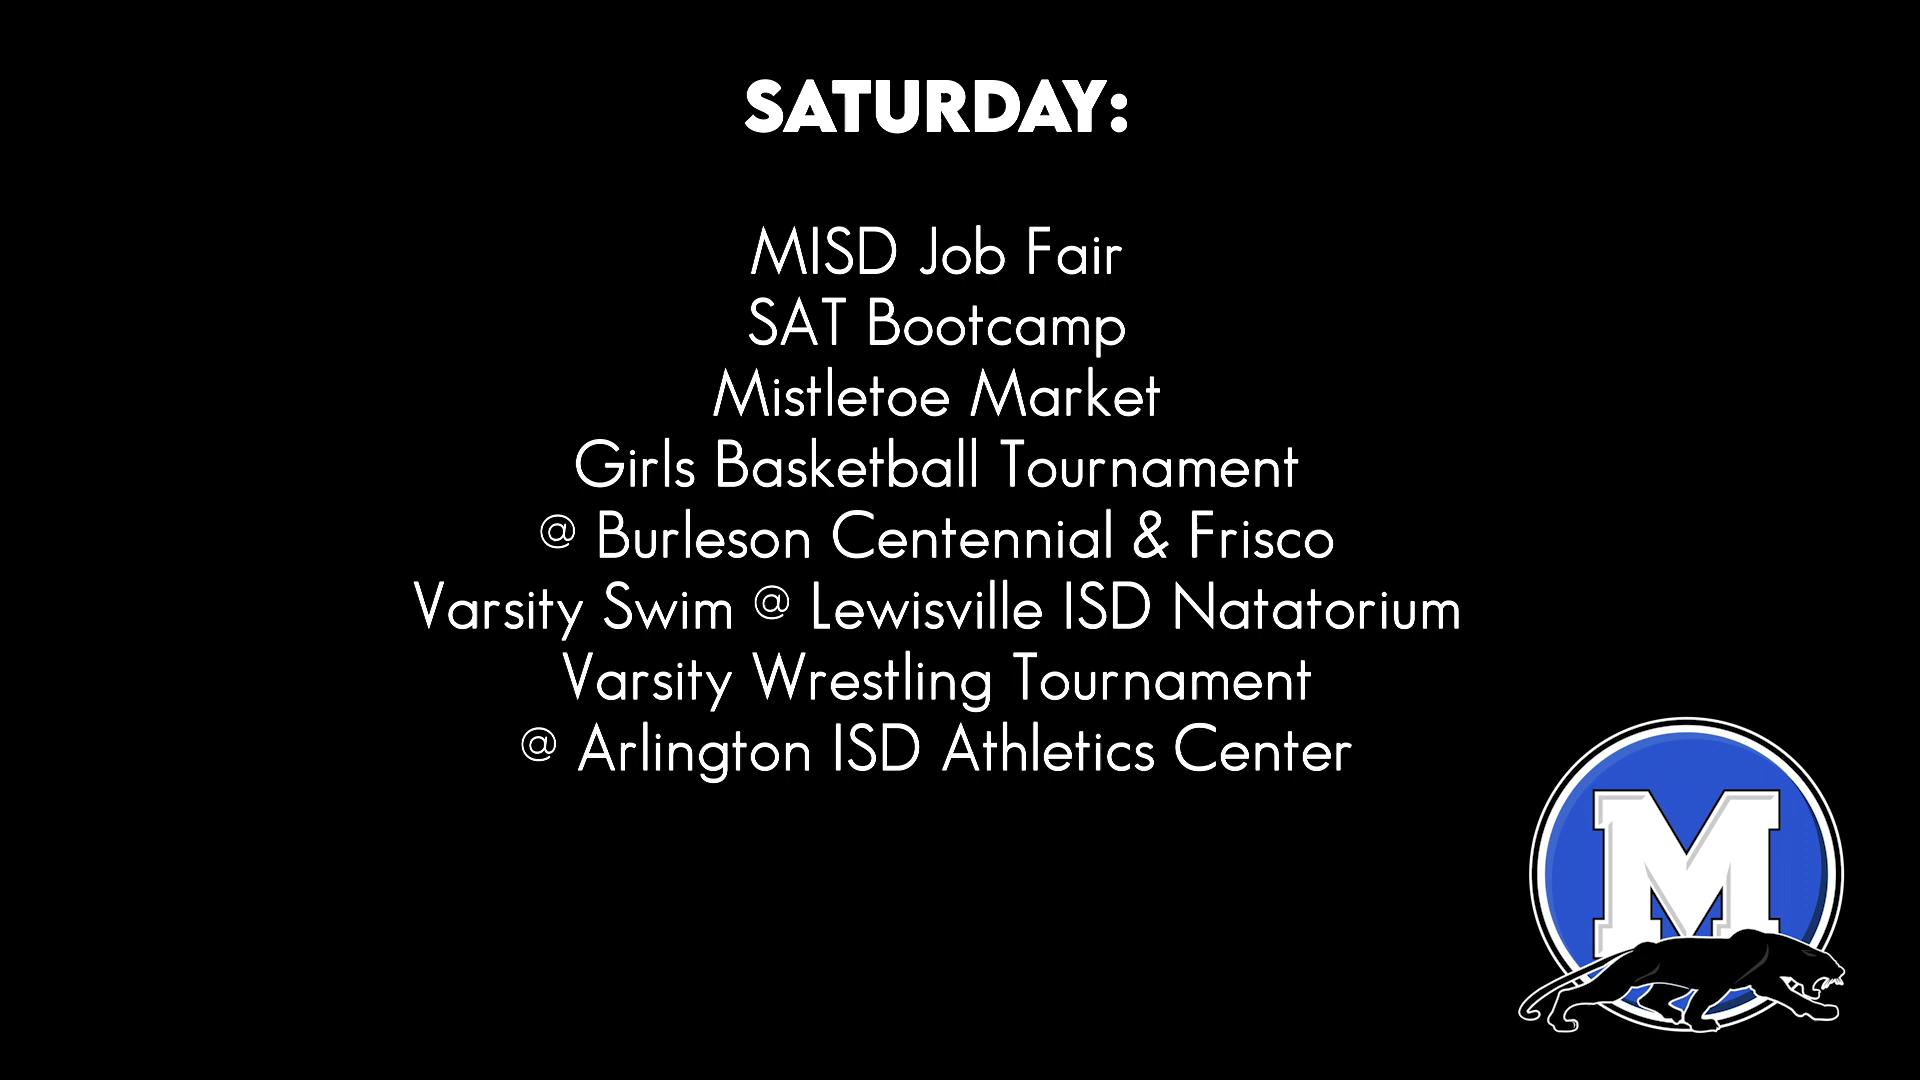 SATURDAY:
MISD Job Fair
SAT Bootcamp
Mistletoe Market
Girls Basketball Tournament
@ Burleson Centennial & Frisco
Varsity Swim @ Lewisville ISD Natatorium
Varsity Wrestling Tournament
@ Arlington ISD Athletics Center
M